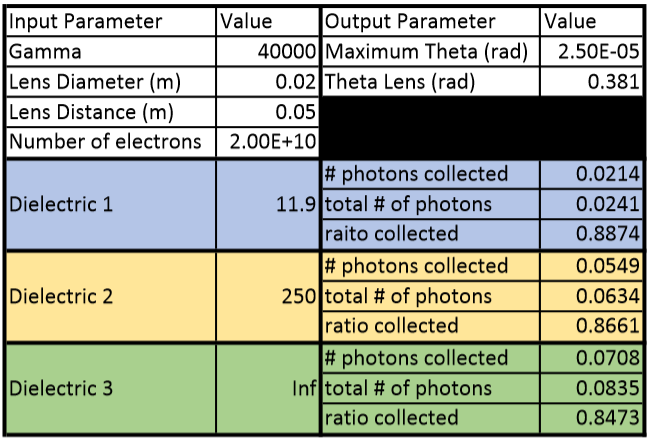 Input Parameter Value Output Parameter Value
Gamma 40000 Maximum Theta (rad) 2.50E-05
Lens Diameter (m) 0.02 Theta Lens (rad) 0.381
Lens Distance (m) 0.05
Number of electrons 2.00E+10
# photons collected 0.0214
Dielectric 1 11.9 total # of photons 0.0241
raito collected 0.8874
# photons collected 0.0549
Dielectric 2 250 total # of photons 0.0634
ratio collected 0.8661
# photons collected 0.0708
Dielectric 3 Inf total # of photons 0.0835
ratio collected 0.8473